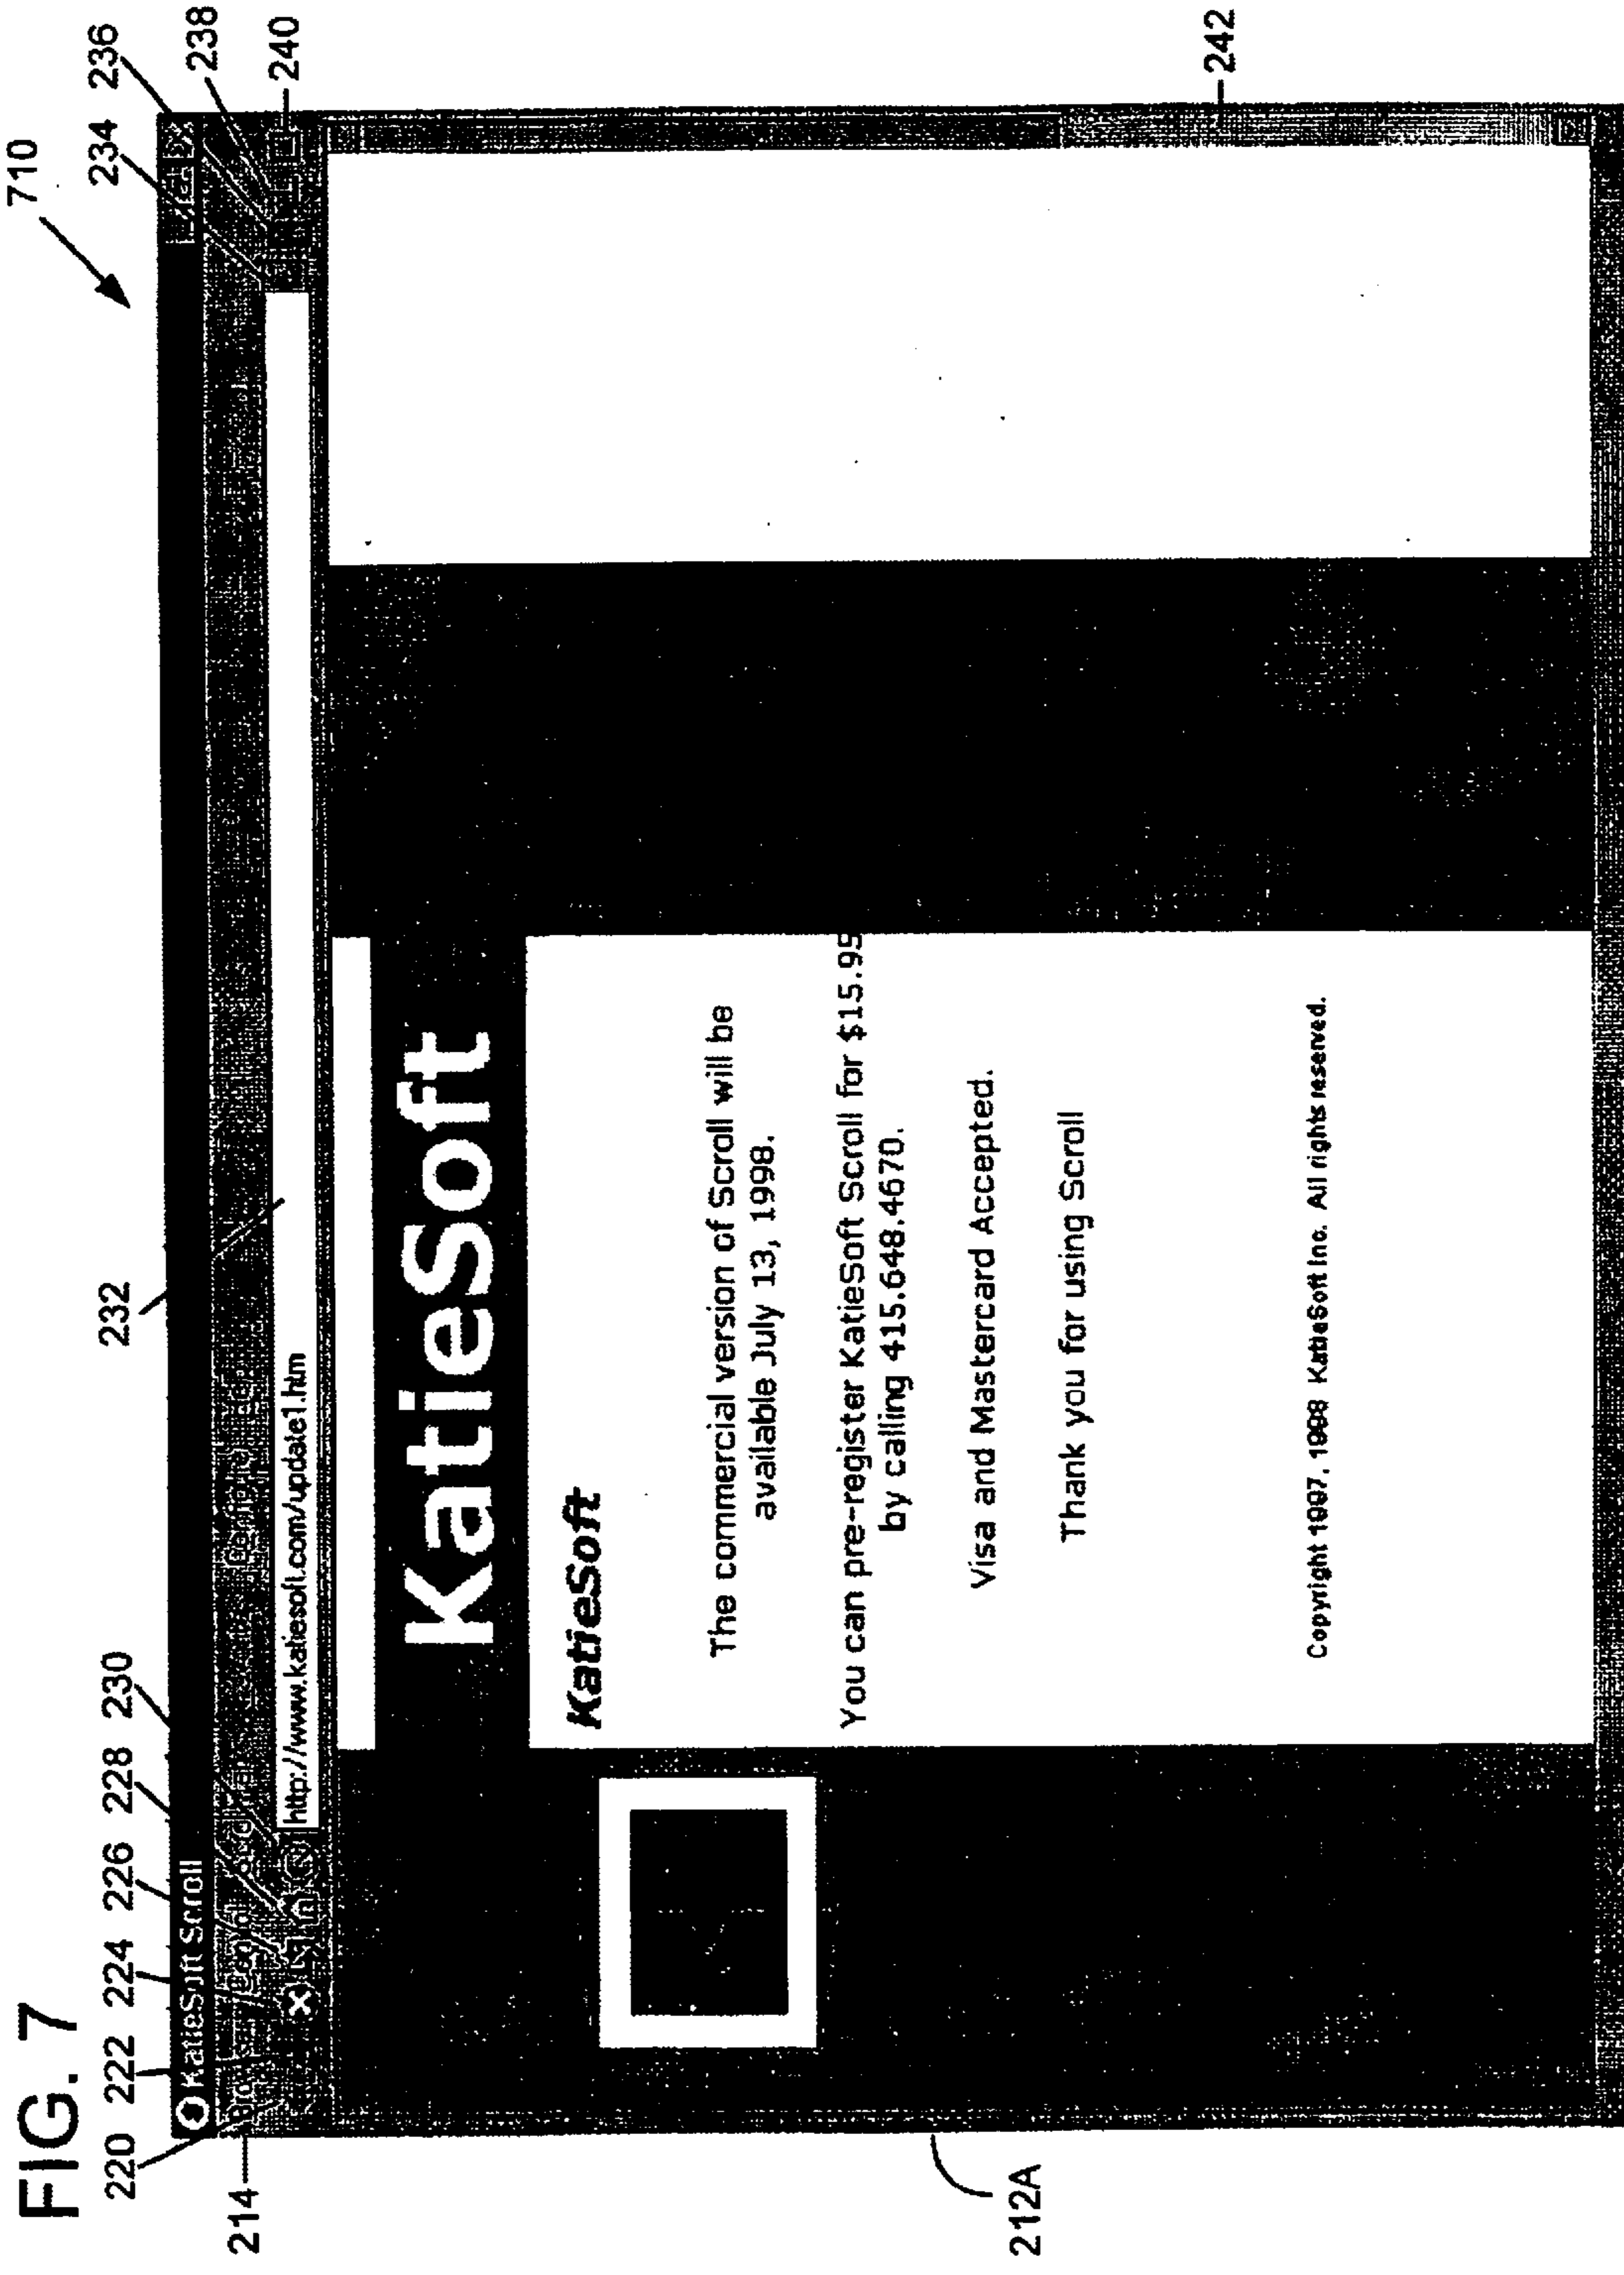 FIG. 7
710
220 222 224 226 228 230
232
234 236
238
240
214
KatieSoft Scroll
http://www.katiesoft.com/update1.htm
KatieSoft
KatieSoft
The commercial version of Scroll will be
available July 13, 1998.
You can pre-register KatieSoft Scroll for $15.95
by calling 415.648.4670.
Visa and Mastercard Accepted.
Thank you for using Scroll
Copyright 1997, 1998 KatieSoft Inc. All rights reserved.
212A
242